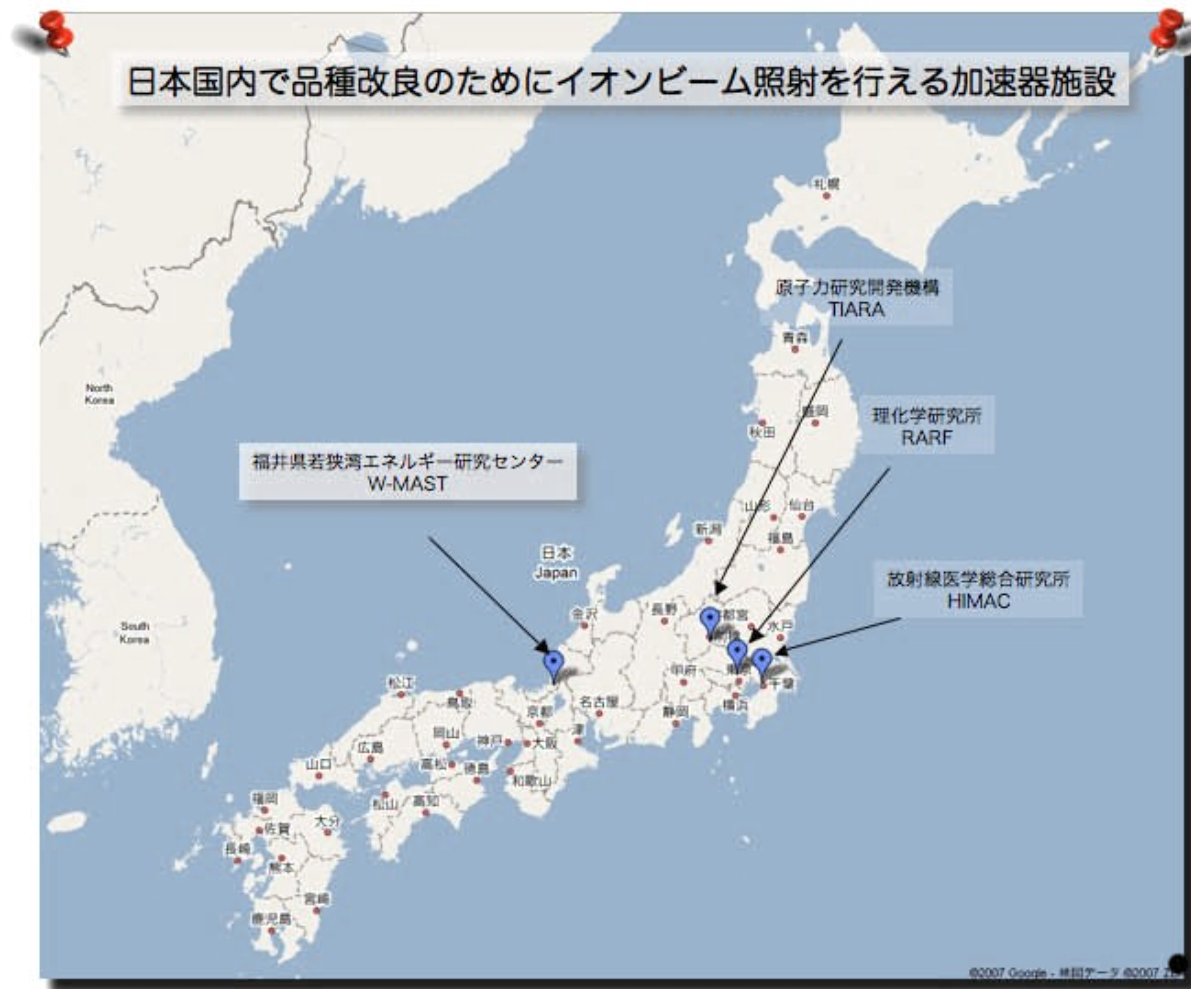 日本国内で品種改良のためにイオンビーム照射を行える加速器施設
札幌
原子力研究開発機構
TIARA
青森
North
Korea
盛岡
秋田
理化学研究所
RARF
福井県若狭湾エネルギー研究センター
W-MAST
山形
仙台
新潟
福島
日本
Japan
放射線医学総合研究所
HIMAC
金沢
長野
都宮
水戸
South
Korea
甲府
東京
千葉
松江
鳥取
京都
名古屋
静岡
横浜
岡山
神戸
大阪
津
広島
山口
高松
徳島
和歌山
松山
高知
福岡
佐賀
大分
長崎
熊本
宮崎
鹿児島
©2007 Google - 地図データ ©2007